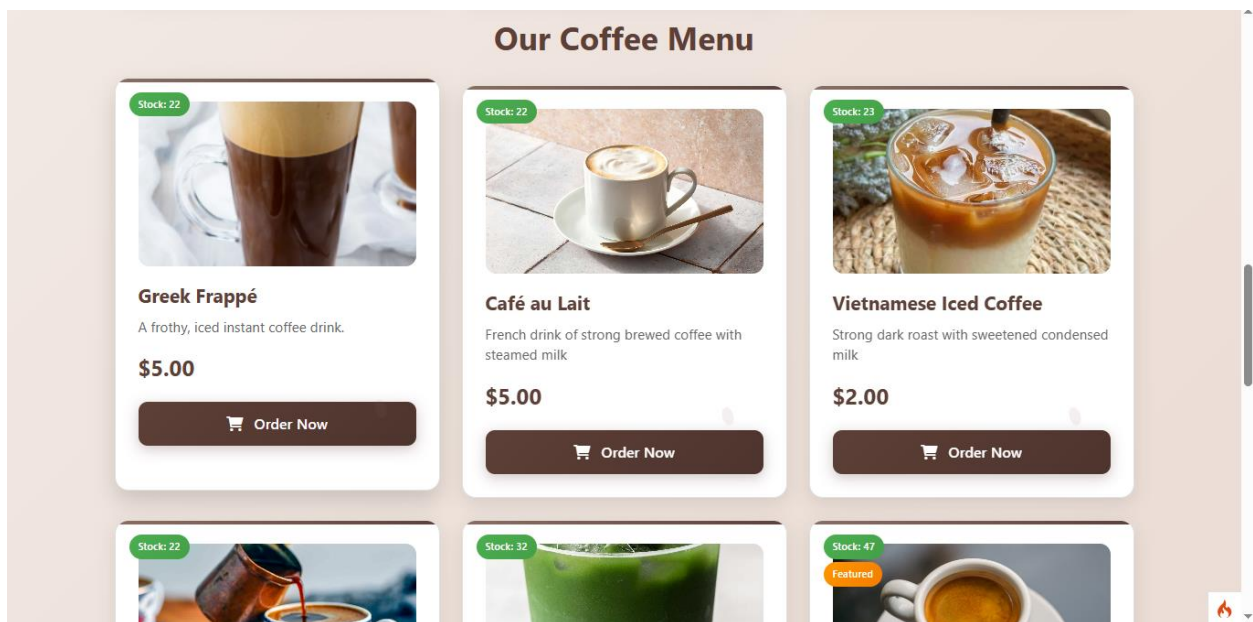 Our Coffee Menu
Stock: 22
Greek Frappé
A frothy, iced instant coffee drink.
$5.00
Order Now
Stock: 22
Café au Lait
French drink of strong brewed coffee with
steamed milk
$5.00
Order Now
Stock: 23
Vietnamese Iced Coffee
Strong dark roast with sweetened condensed
milk
$2.00
Order Now
Stock: 22
Stock: 32
Stock: 47
Featured